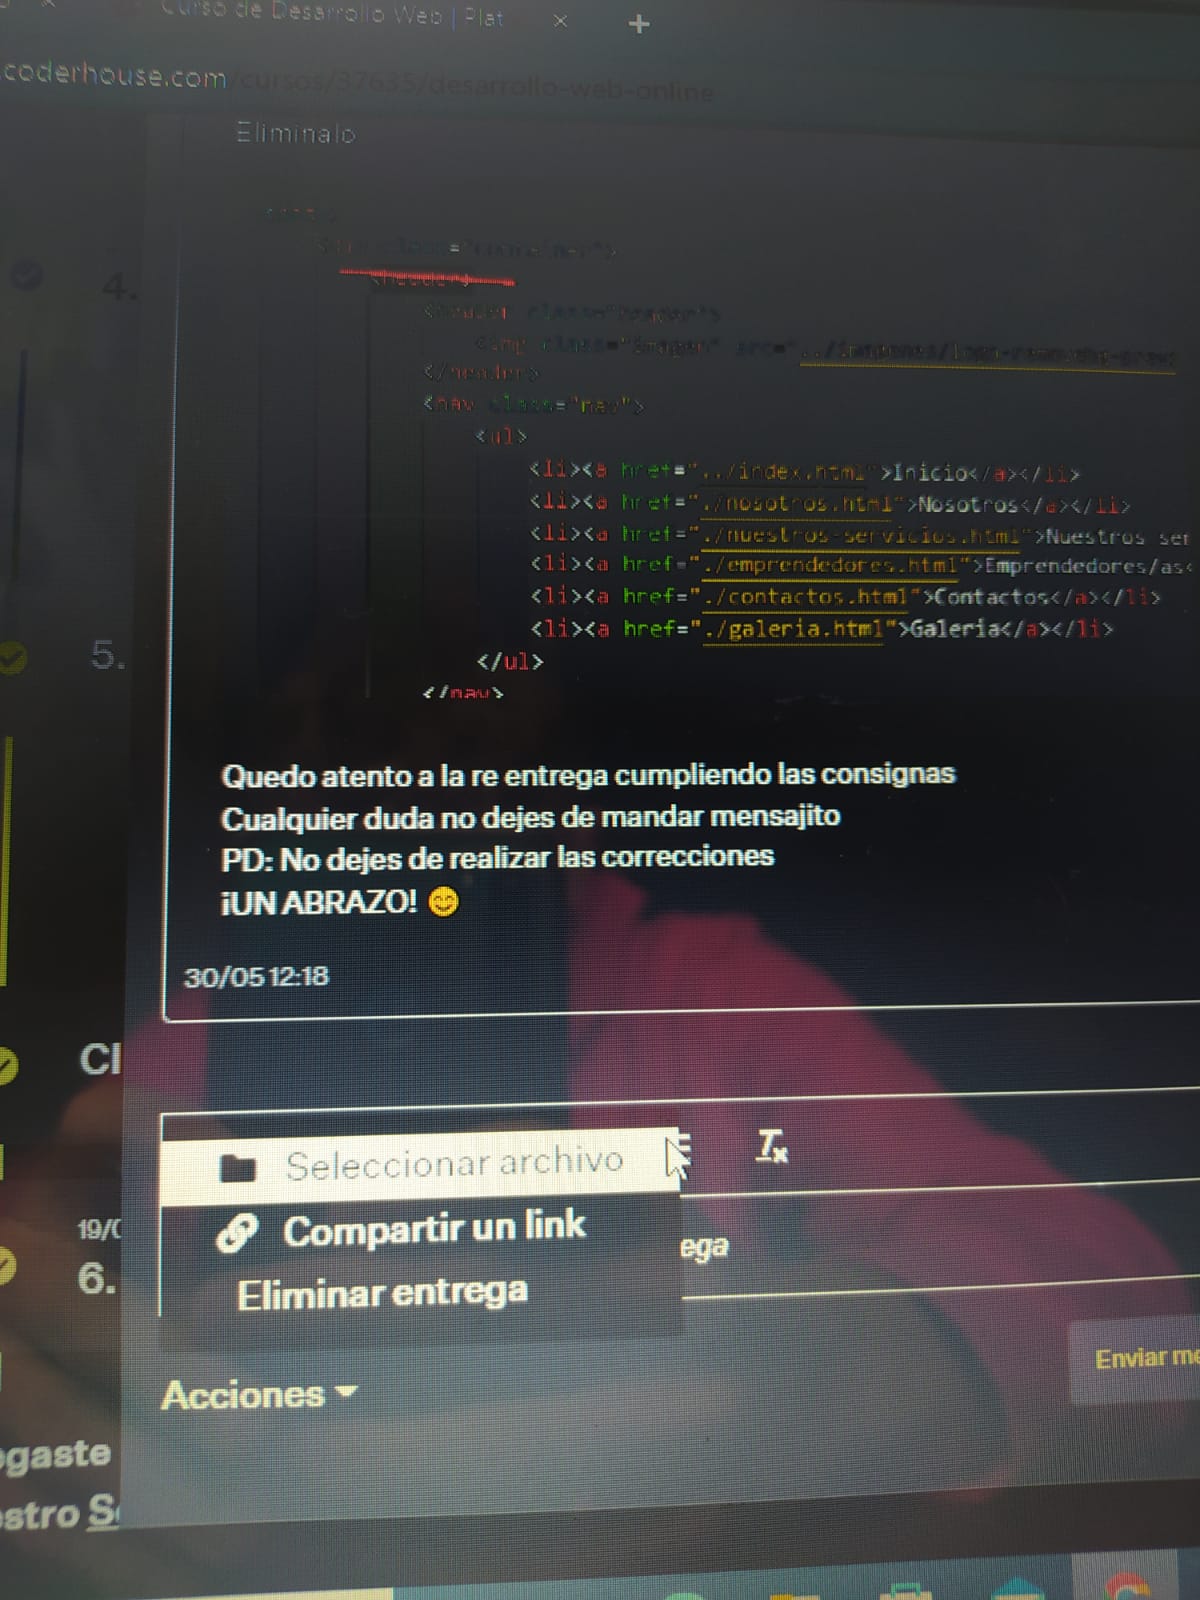 Curso de Desarrollo Web | Plat
coderhouse.com/cursos/37635/desarrollo-web-online
Eliminalo
4.
<header>
<header class="header">
<img class="imagen" src="../imagenes/
</header>
<nav class="nav">
<ul>
<li><a href="../index.html">Inicio</a></li>
<li><a href="./nosotros.html">Nosotros</a></li>
<li><a href="./nuestros-servicios.html">Nuestros ser
<li><a href="./emprendedores.html">Emprendedores/as<
<li><a href="./contactos.html">Contactos</a></li>
5.
<li><a href="./galeria.html">Galeria</a></li>
</ul>
</nav>
Quedo atento a la re entrega cumpliendo las consignas
Cualquier duda no dejes de mandar mensajito
PD: No dejes de realizar las correcciones
¡UN ABRAZO! 😊
30/05 12:18
Cl
Seleccionar archivo
19/0
Compartir un link
ega
6.
Eliminar entrega
Enviar me
Acciones
gaste
stro S